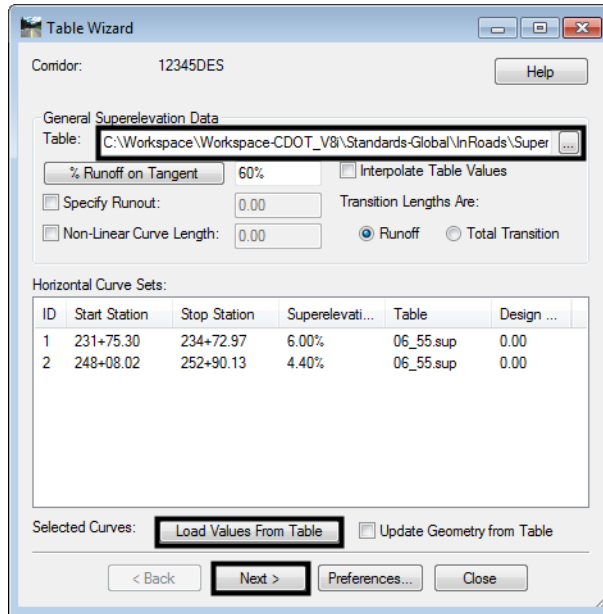 Table Wizard
Corridor: 12345DES
Help
General Superelevation Data
Table: C:\Workspace\Workspace-CDOT_V8i\Standards-Global\InRoads\Super ...
% Runoff on Tangent 60% Interpolate Table Values
Specify Runout: 0.00 Transition Lengths Are:
Non-Linear Curve Length: 0.00 Runoff Total Transition
Horizontal Curve Sets:
ID Start Station Stop Station Superelevati... Table Design ...
1 231+75.30 234+72.97 6.00% 06_55.sup 0.00
2 248+08.02 252+90.13 4.40% 06_55.sup 0.00
Selected Curves: Load Values From Table Update Geometry from Table
< Back Next > Preferences... Close